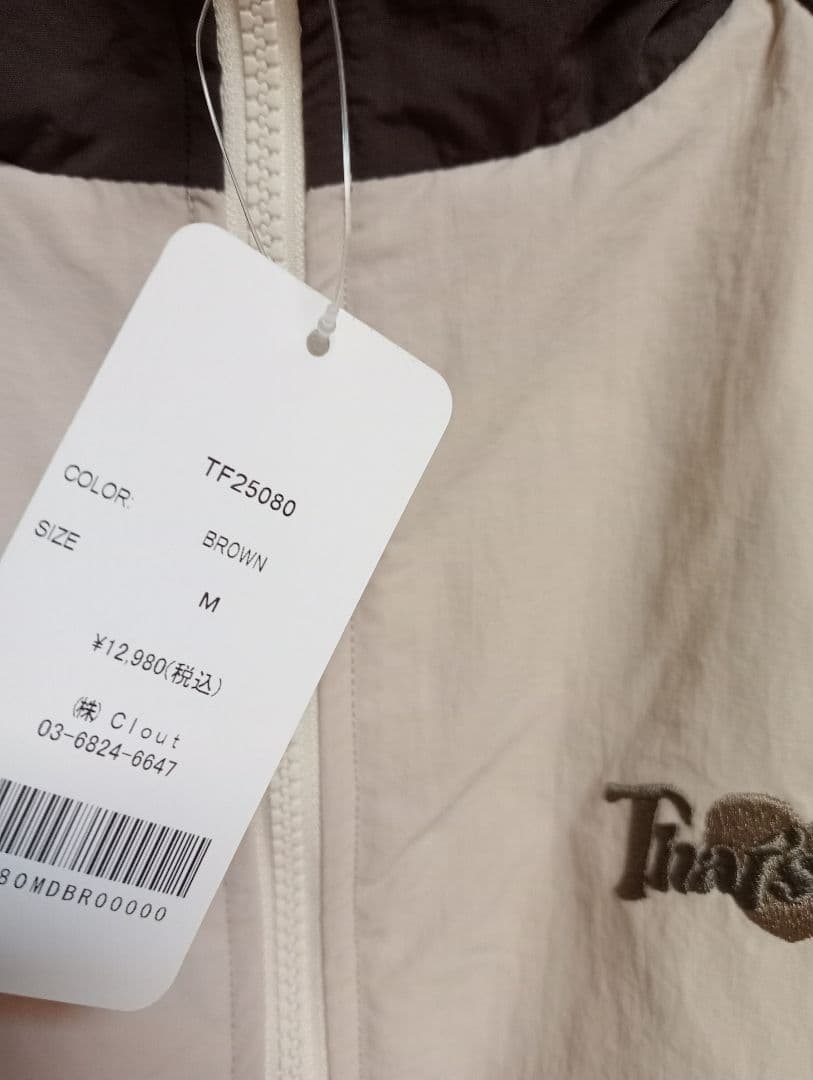 TF25080
COLOR: BROWN
SIZE M
¥12,980(税込)
㈱ Clout
03-6824-6647
80MDBR00000
That's